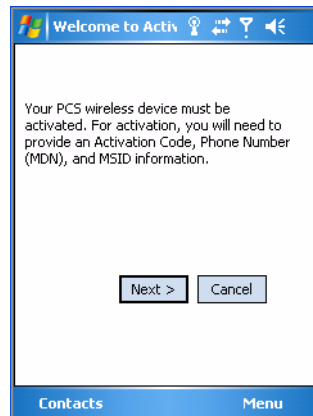 Welcome to Activ
Your PCS wireless device must be
activated. For activation, you will need to
provide an Activation Code, Phone Number
(MDN), and MSID information.
Next > Cancel
Contacts Menu